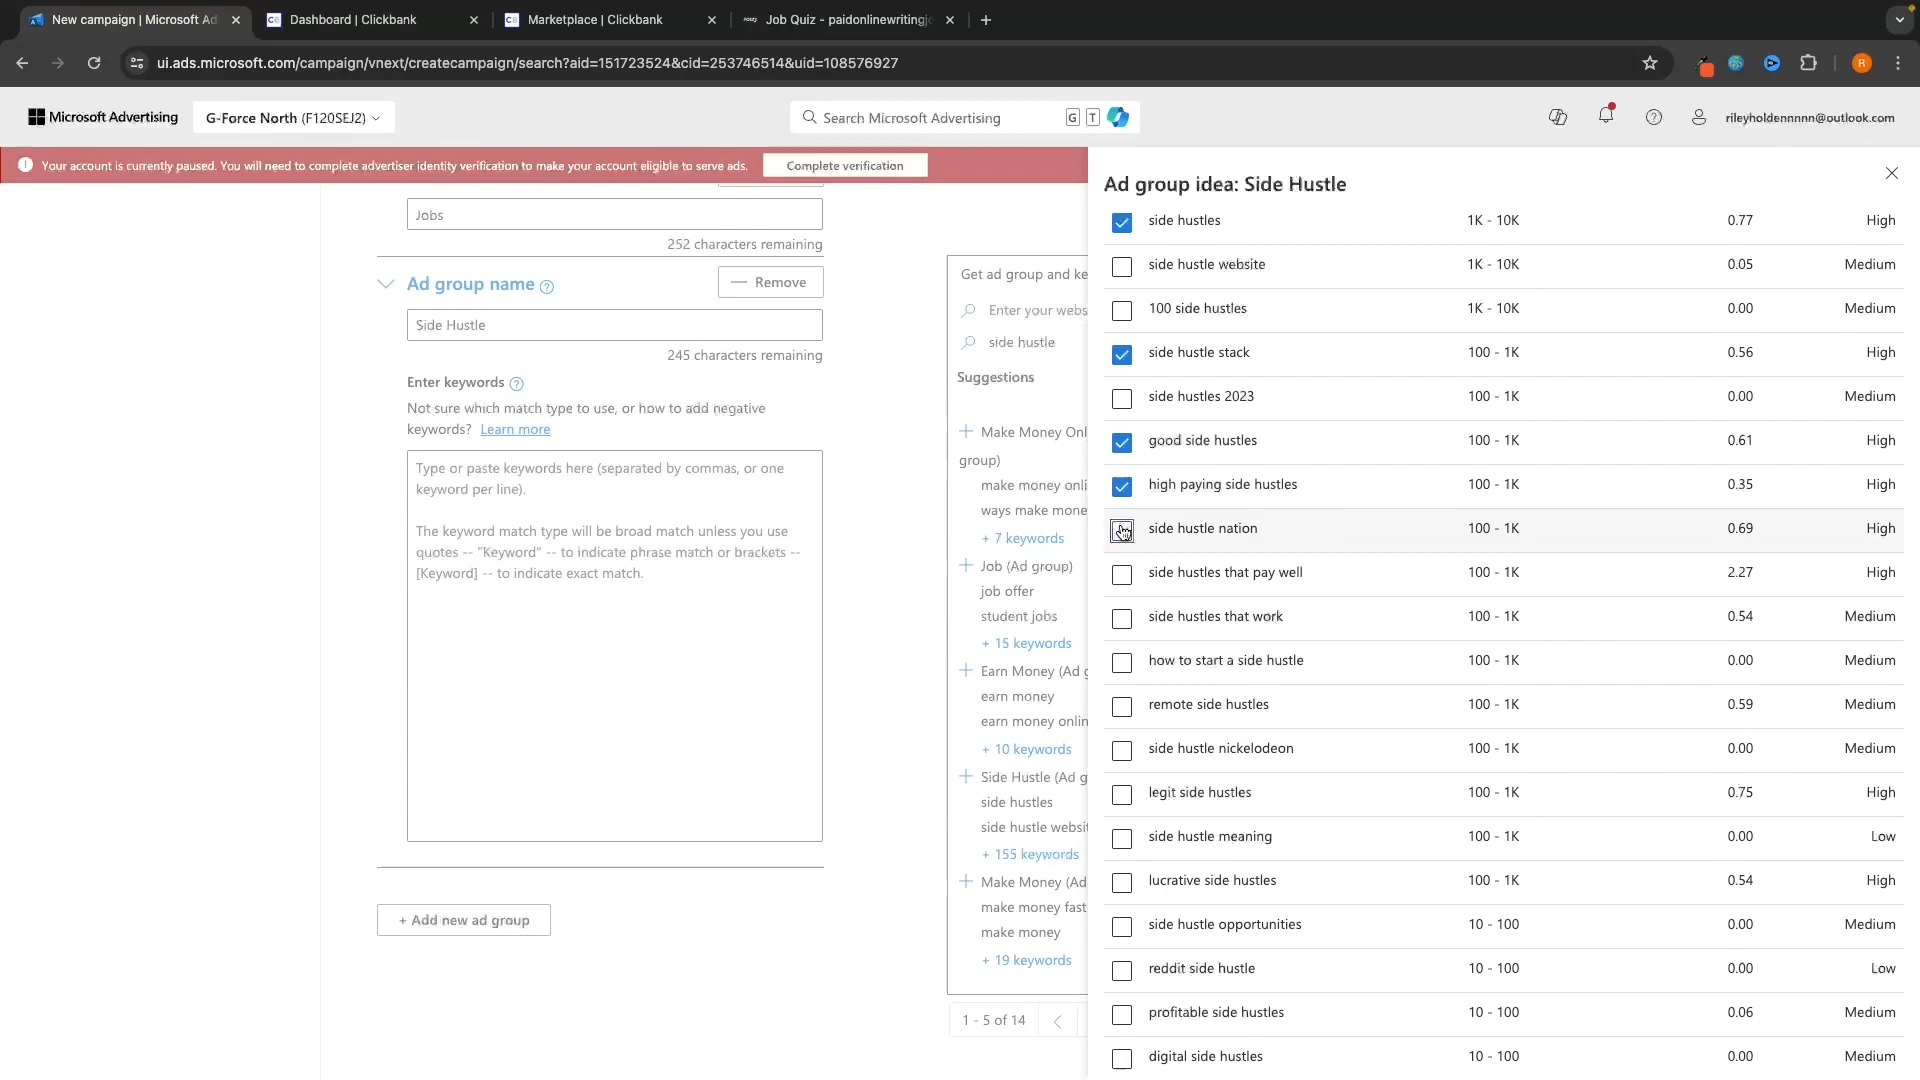 New campaign | Microsoft Ad
Dashboard | Clickbank
Marketplace | Clickbank
Job Quiz - paidonlinewritingj
ui.ads.microsoft.com/campaign/vnext/createcampaign/search?aid=151723524&cid=253746514&uid=108576927
R
Microsoft Advertising
G-Force North (F120SEJ2)
Search Microsoft Advertising
G T
rileyholdennnnn@outlook.com
Your account is currently paused. You will need to complete advertiser identity verification to make your account eligible to serve ads.
Complete verification
Jobs
252 characters remaining
Ad group name
Remove
Side Hustle
245 characters remaining
Enter keywords
Not sure which match type to use, or how to add negative
keywords? Learn more
Type or paste keywords here (separated by commas, or one
keyword per line).
The keyword match type will be broad match unless you use
quotes -- "Keyword" -- to indicate phrase match or brackets --
[Keyword] -- to indicate exact match.
+ Add new ad group
Get ad group and ke
Enter your webs
side hustle
Suggestions
Make Money Onl
group)
make money onli
ways make mone
+ 7 keywords
Job (Ad group)
job offer
student jobs
+ 15 keywords
Earn Money (Ad g
earn money
earn money onlin
+ 10 keywords
Side Hustle (Ad g
side hustles
side hustle websit
+ 155 keywords
Make Money (Ad
make money fast
make money
+ 19 keywords
1 - 5 of 14
Ad group idea: Side Hustle
side hustles 1K - 10K 0.77 High
side hustle website 1K - 10K 0.05 Medium
100 side hustles 1K - 10K 0.00 Medium
side hustle stack 100 - 1K 0.56 High
side hustles 2023 100 - 1K 0.00 Medium
good side hustles 100 - 1K 0.61 High
high paying side hustles 100 - 1K 0.35 High
side hustle nation 100 - 1K 0.69 High
side hustles that pay well 100 - 1K 2.27 High
side hustles that work 100 - 1K 0.54 Medium
how to start a side hustle 100 - 1K 0.00 Medium
remote side hustles 100 - 1K 0.59 Medium
side hustle nickelodeon 100 - 1K 0.00 Medium
legit side hustles 100 - 1K 0.75 High
side hustle meaning 100 - 1K 0.00 Low
lucrative side hustles 100 - 1K 0.54 High
side hustle opportunities 10 - 100 0.00 Medium
reddit side hustle 10 - 100 0.00 Low
profitable side hustles 10 - 100 0.06 Medium
digital side hustles 10 - 100 0.00 Medium